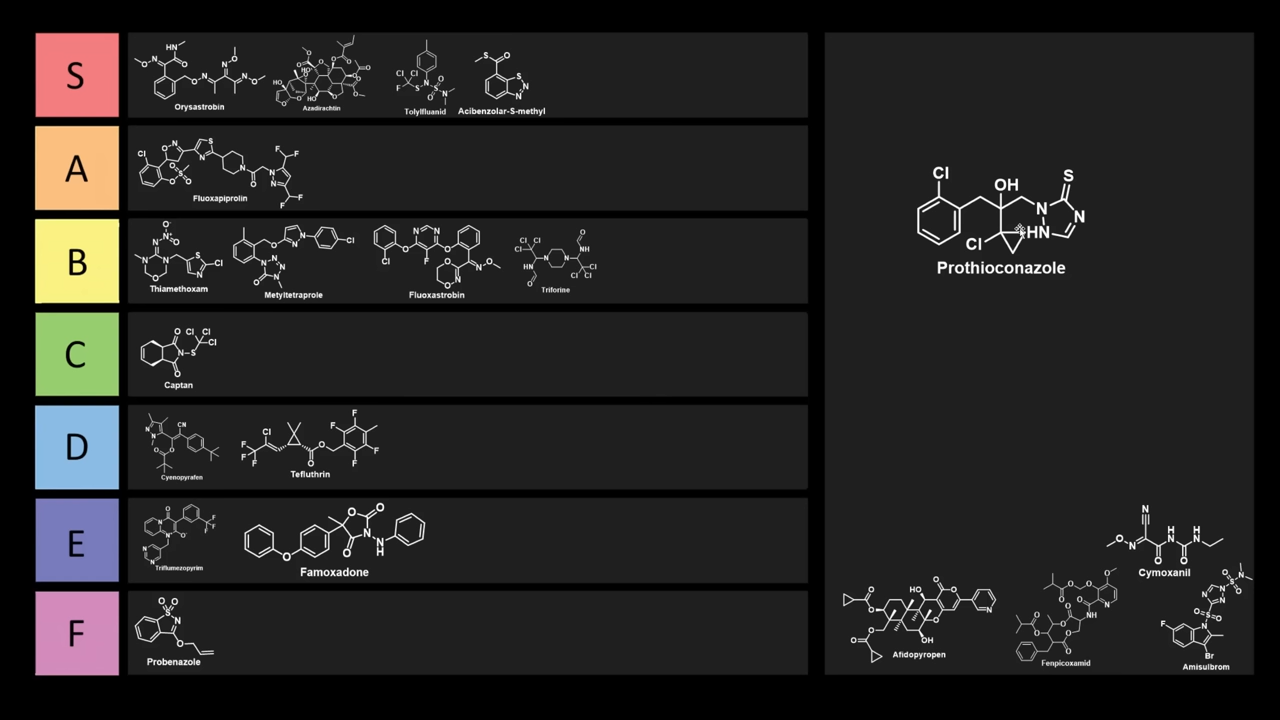 S
Orysastrobin
Azadirachtin
Tolylfluanid
Acibenzolar-S-methyl
A
Fluoxapiprolin
B
Thiamethoxam
Metyltetraprole
Fluoxastrobin
Triforine
C
Captan
D
Cyenopyrafen
Tefluthrin
E
Triflumezopyrim
Famoxadone
F
Probenazole
Prothioconazole
Cymoxanil
Afidopyropen
Fenpicoxamid
Amisulbrom